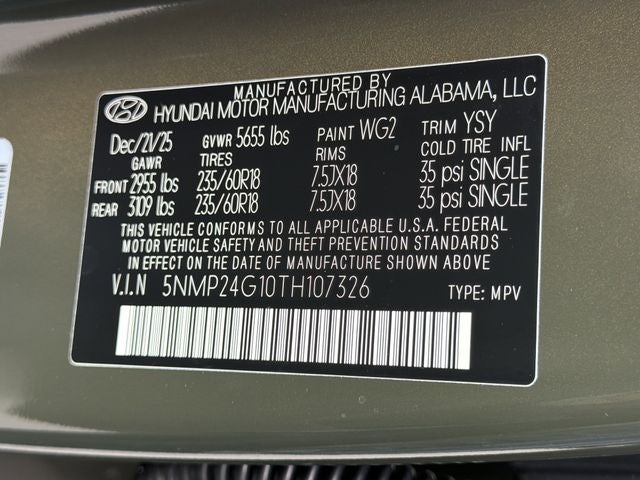 MANUFACTURED BY
HYUNDAI MOTOR MANUFACTURING ALABAMA, LLC
Dec/21/25 GVWR 5655 lbs PAINT WG2 TRIM YSY
GAWR TIRES RIMS COLD TIRE INFL
FRONT 2955 lbs 235/60R18 7.5JX18 35 psi SINGLE
REAR 3109 lbs 235/60R18 7.5JX18 35 psi SINGLE
THIS VEHICLE CONFORMS TO ALL APPLICABLE U.S.A. FEDERAL
MOTOR VEHICLE SAFETY AND THEFT PREVENTION STANDARDS
IN EFFECT ON THE DATE OF MANUFACTURE SHOWN ABOVE
V.I.N 5NMP24G10TH107326 TYPE: MPV